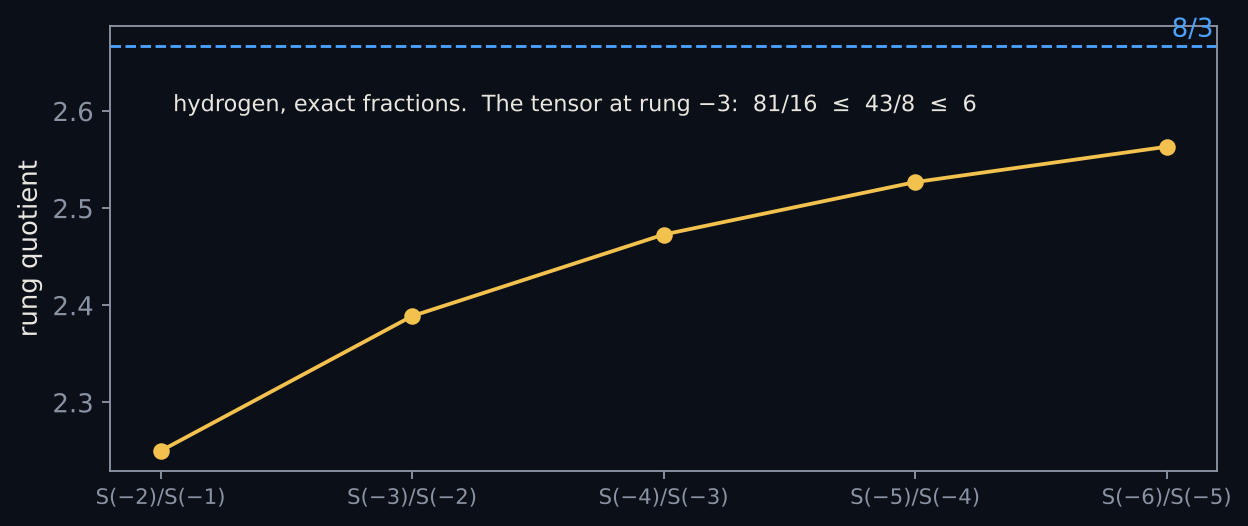 8/3
hydrogen, exact fractions.  The tensor at rung −3:  81/16  ≤  43/8  ≤  6
rung quotient
2.6
2.5
2.4
2.3
S(−2)/S(−1)
S(−3)/S(−2)
S(−4)/S(−3)
S(−5)/S(−4)
S(−6)/S(−5)